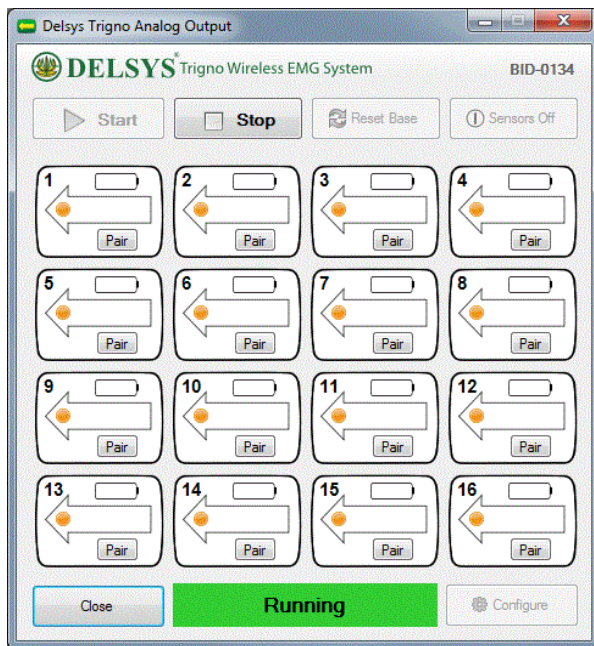 Delsys Trigno Analog Output
DELSYS Trigno Wireless EMG System BID-0134
Start Stop Reset Base Sensors Off
1 2 3 4
Pair Pair Pair Pair
5 6 7 8
Pair Pair Pair Pair
9 10 11 12
Pair Pair Pair Pair
13 14 15 16
Pair Pair Pair Pair
Close Running Configure